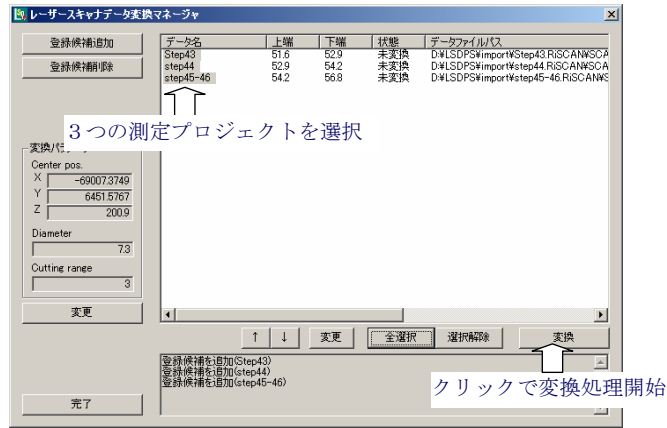 レーザースキャナデータ変換マネージャ
登録候補追加
登録候補削除
データ名 上端 下端 状態 データファイルパス
Step43 51.6 52.9 未変換 D:¥LSDPS¥import¥Step43.RiSCAN¥SCA
step44 52.9 54.2 未変換 D:¥LSDPS¥import¥step44.RiSCAN¥SCA
step45-46 54.2 56.8 未変換 D:¥LSDPS¥import¥step45-46.RiSCAN¥S
3つの測定プロジェクトを選択
変換パ
Center pos.
X -69007.3749
Y 6451.5767
Z 200.9
Diameter
7.3
Cutting range
3
変更
↑ ↓ 変更 全選択 選択解除 変換
登録候補を追加(Step43)
登録候補を追加(step44)
登録候補を追加(step45-46)
クリックで変換処理開始
完了